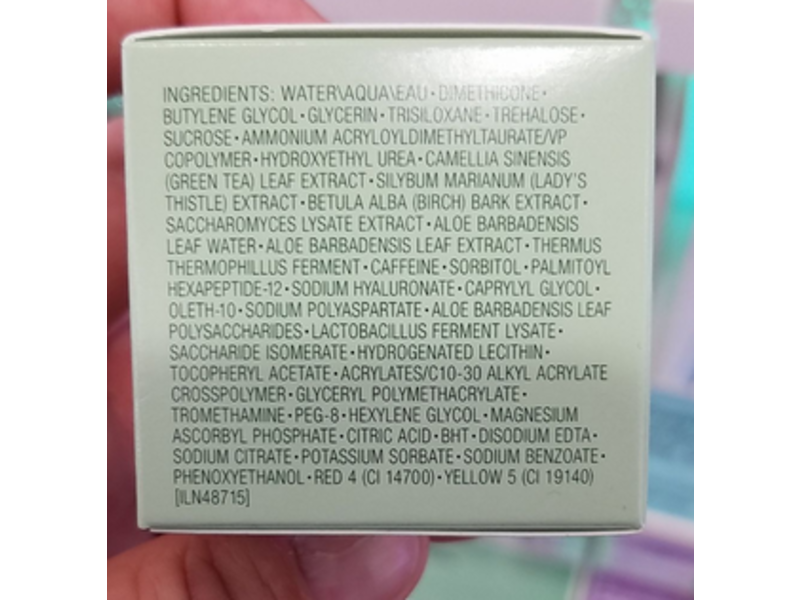 INGREDIENTS: WATER\AQUA\EAU • DIMETHICONE •
BUTYLENE GLYCOL • GLYCERIN • TRISILOXANE • TREHALOSE •
SUCROSE • AMMONIUM ACRYLOYLDIMETHYLTAURATE/VP
COPOLYMER • HYDROXYETHYL UREA • CAMELLIA SINENSIS
(GREEN TEA) LEAF EXTRACT • SILYBUM MARIANUM (LADY'S
THISTLE) EXTRACT • BETULA ALBA (BIRCH) BARK EXTRACT •
SACCHAROMYCES LYSATE EXTRACT • ALOE BARBADENSIS
LEAF WATER • ALOE BARBADENSIS LEAF EXTRACT • THERMUS
THERMOPHILLUS FERMENT • CAFFEINE • SORBITOL • PALMITOYL
HEXAPEPTIDE-12 • SODIUM HYALURONATE • CAPRYLYL GLYCOL •
OLETH-10 • SODIUM POLYASPARTATE • ALOE BARBADENSIS LEAF
POLYSACCHARIDES • LACTOBACILLUS FERMENT LYSATE •
SACCHARIDE ISOMERATE • HYDROGENATED LECITHIN •
TOCOPHERYL ACETATE • ACRYLATES/C10-30 ALKYL ACRYLATE
CROSSPOLYMER • GLYCERYL POLYMETHACRYLATE •
TROMETHAMINE • PEG-8 • HEXYLENE GLYCOL • MAGNESIUM
ASCORBYL PHOSPHATE • CITRIC ACID • BHT • DISODIUM EDTA •
SODIUM CITRATE • POTASSIUM SORBATE • SODIUM BENZOATE •
PHENOXYETHANOL • RED 4 (CI 14700) • YELLOW 5 (CI 19140)
[ILN48715]